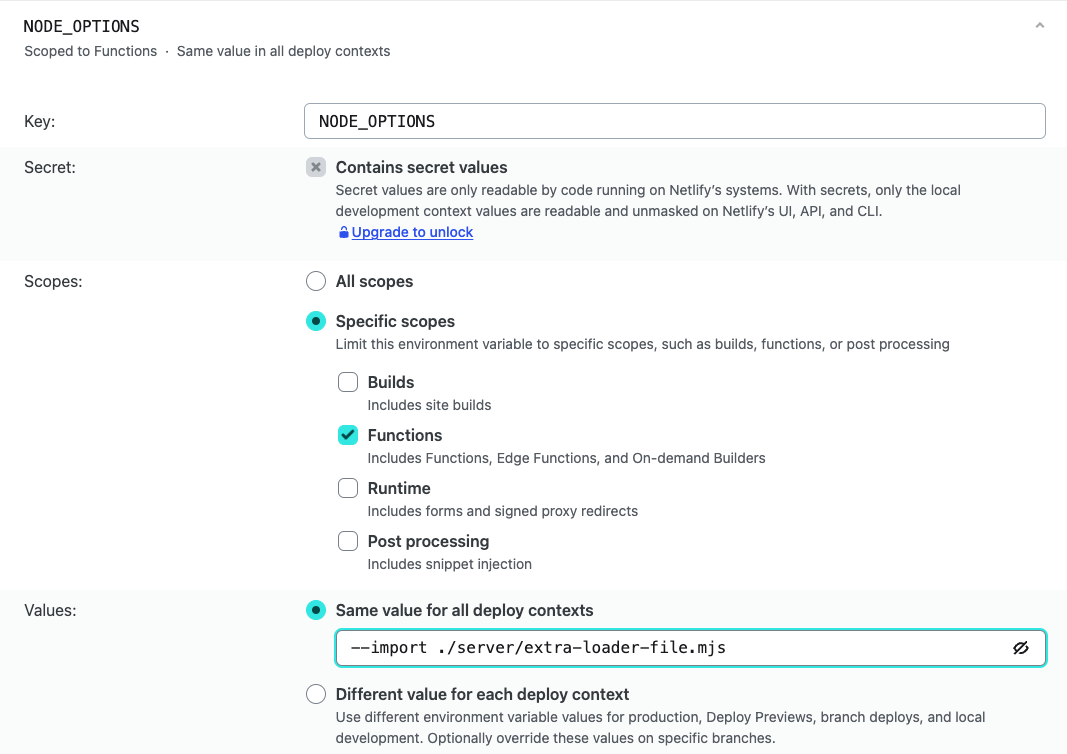 NODE_OPTIONS
Scoped to Functions · Same value in all deploy contexts
Key:
NODE_OPTIONS
Secret:
Contains secret values
Secret values are only readable by code running on Netlify’s systems. With secrets, only the local
development context values are readable and unmasked on Netlify’s UI, API, and CLI.
Upgrade to unlock
Scopes:
All scopes
Specific scopes
Limit this environment variable to specific scopes, such as builds, functions, or post processing
Builds
Includes site builds
Functions
Includes Functions, Edge Functions, and On-demand Builders
Runtime
Includes forms and signed proxy redirects
Post processing
Includes snippet injection
Values:
Same value for all deploy contexts
--import ./server/extra-loader-file.mjs
Different value for each deploy context
Use different environment variable values for production, Deploy Previews, branch deploys, and local
development. Optionally override these values on specific branches.